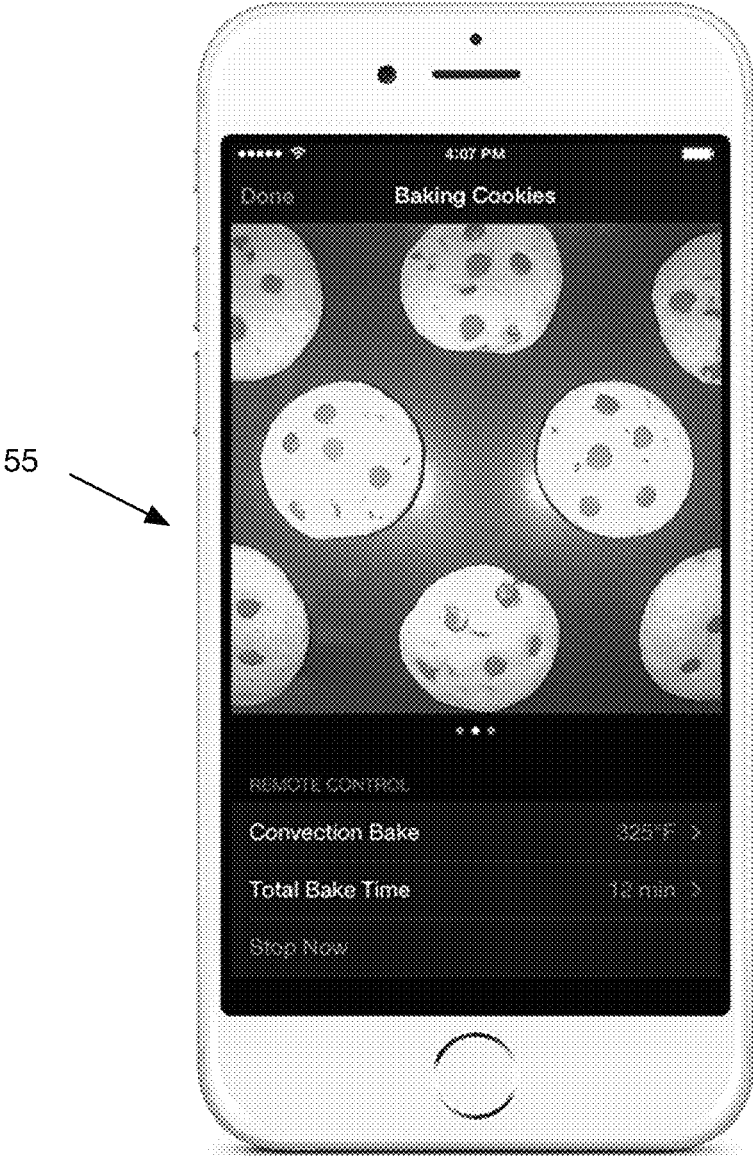 4:07 PM
Done Baking Cookies
55
REMOTE CONTROL
Convection Bake 325°F >
Total Bake Time 12 min >
Stop Now